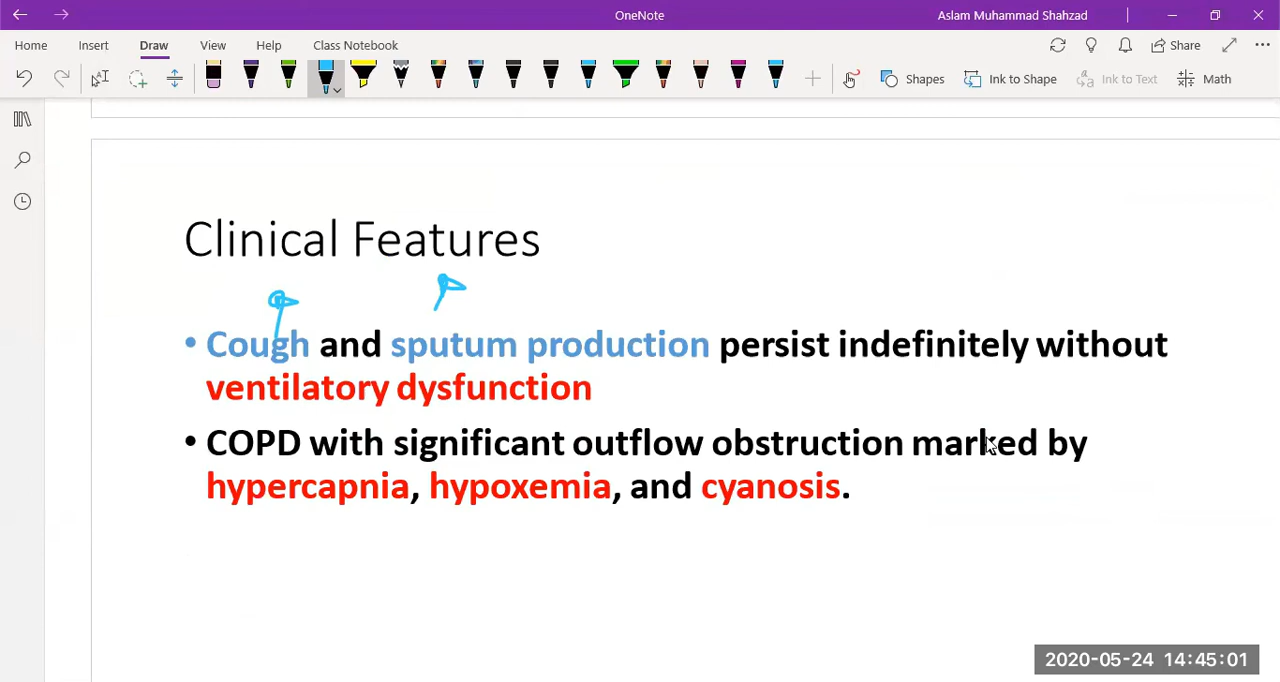 OneNote
Aslam Muhammad Shahzad
Home Insert Draw View Help Class Notebook Share
Shapes Ink to Shape Ink to Text Math
Clinical Features
• Cough and sputum production persist indefinitely without
ventilatory dysfunction
• COPD with significant outflow obstruction marked by
hypercapnia, hypoxemia, and cyanosis.
2020-05-24 14:45:01